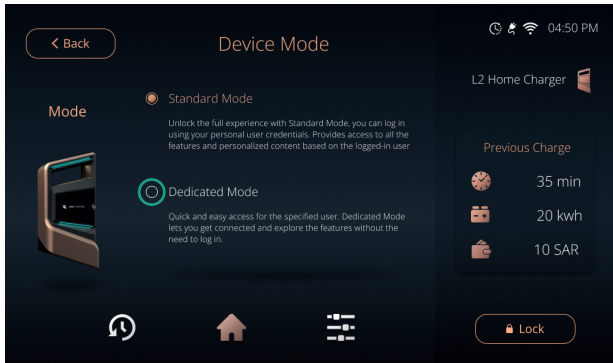 < Back
Device Mode
04:50 PM
L2 Home Charger
Mode
Standard Mode
Unlock the full experience with Standard Mode, you can log in
using your personal user credentials. Provides access to all the
features and personalized content based on the logged-in user
Dedicated Mode
Quick and easy access for the specified user. Dedicated Mode
lets you get connected and explore the features without the
need to log in.
Previous Charge
35 min
20 kwh
10 SAR
Lock